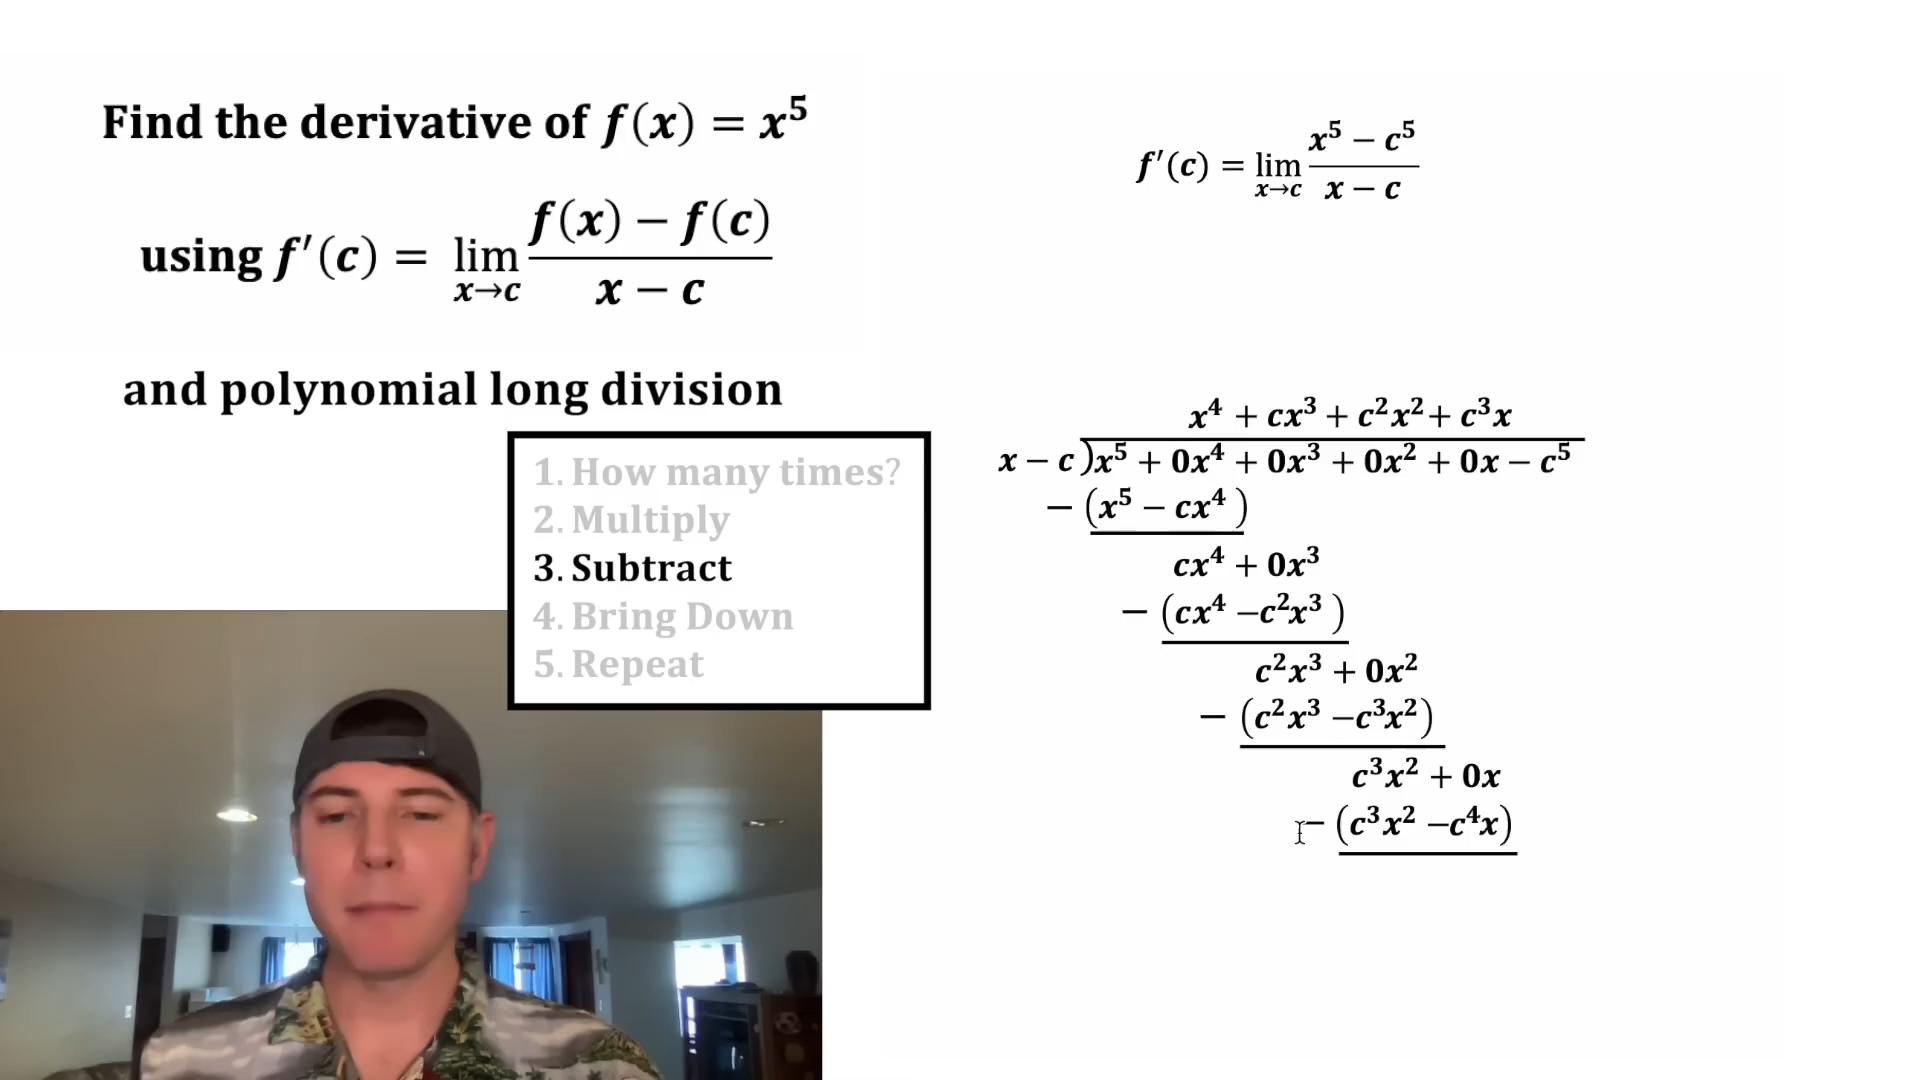 Find the derivative of f(x) = x⁵
using f′(c) = lim x→c f(x) − f(c) / x − c
and polynomial long division
1. How many times?
2. Multiply
3. Subtract
4. Bring Down
5. Repeat
f′(c) = lim x→c x⁵ − c⁵ / x − c
x⁴ + cx³ + c²x² + c³x
x − c )x⁵ + 0x⁴ + 0x³ + 0x² + 0x − c⁵
− (x⁵ − cx⁴ )
cx⁴ + 0x³
− (cx⁴ −c²x³ )
c²x³ + 0x²
− (c²x³ −c³x²)
c³x² + 0x
− (c³x² −c⁴x)